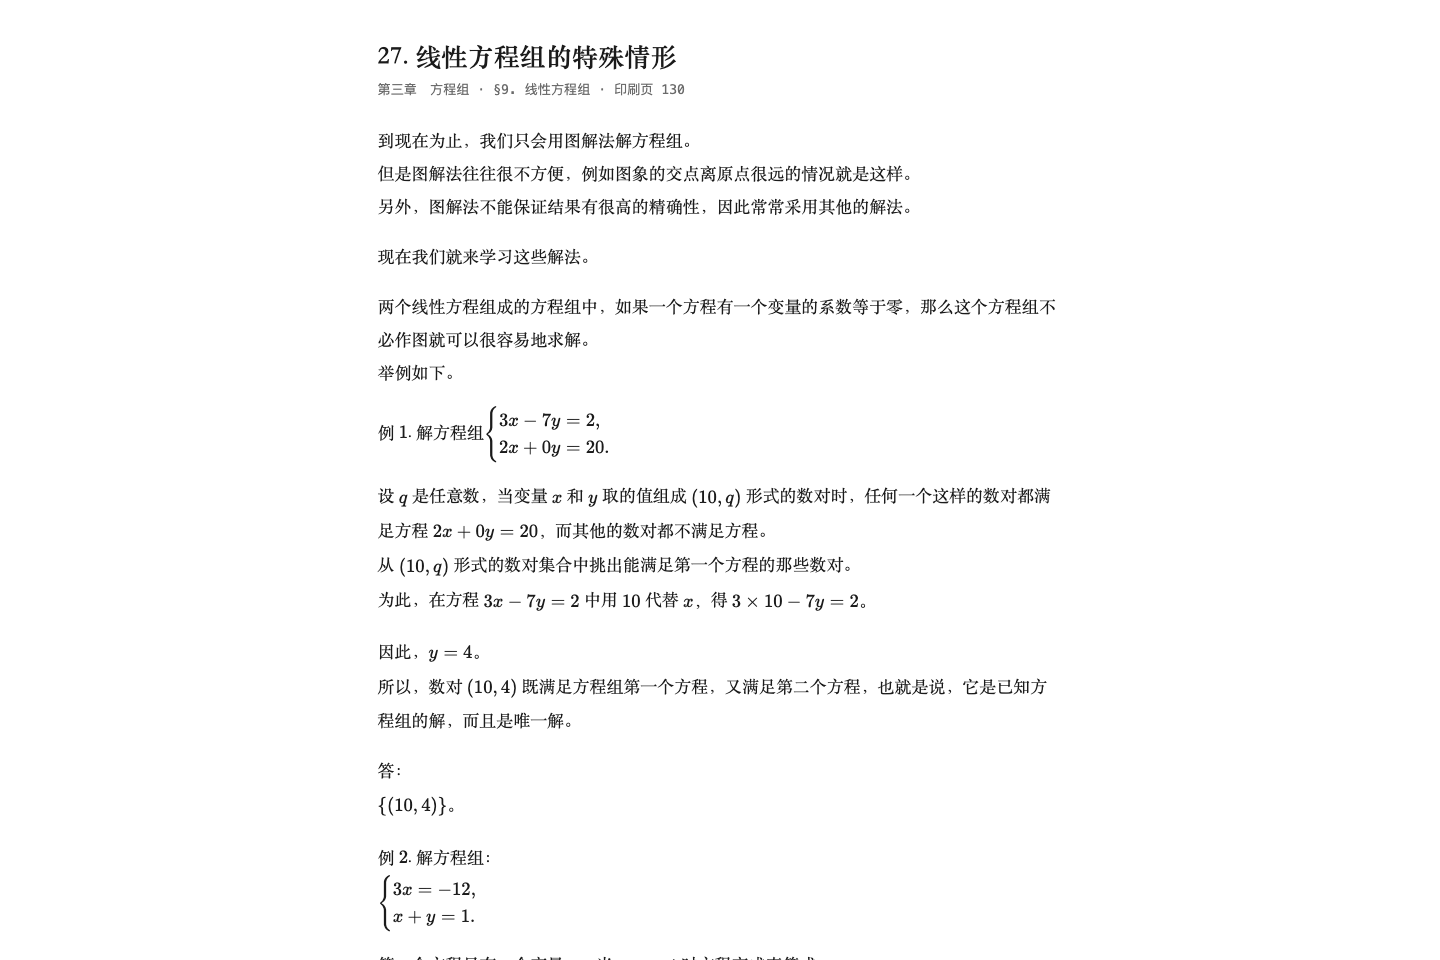 27. 线性方程组的特殊情形
第三章 方程组 · §9. 线性方程组 · 印刷页 130
到现在为止，我们只会用图解法解方程组。
但是图解法往往很不方便，例如图象的交点离原点很远的情况就是这样。
另外，图解法不能保证结果有很高的精确性，因此常常采用其他的解法。
现在我们就来学习这些解法。
两个线性方程组成的方程组中，如果一个方程有一个变量的系数等于零，那么这个方程组不
必作图就可以很容易地求解。
举例如下。
例 1. 解方程组
3x − 7y = 2,
2x + 0y = 20.
设 q 是任意数，当变量 x 和 y 取的值组成 (10, q) 形式的数对时，任何一个这样的数对都满
足方程 2x + 0y = 20，而其他的数对都不满足方程。
从 (10, q) 形式的数对集合中挑出能满足第一个方程的那些数对。
为此，在方程 3x − 7y = 2 中用 10 代替 x，得 3 × 10 − 7y = 2。
因此，y = 4。
所以，数对 (10, 4) 既满足方程组第一个方程，又满足第二个方程，也就是说，它是已知方
程组的解，而且是唯一解。
答：
{(10, 4)}。
例 2. 解方程组：
3x = −12,
x + y = 1.